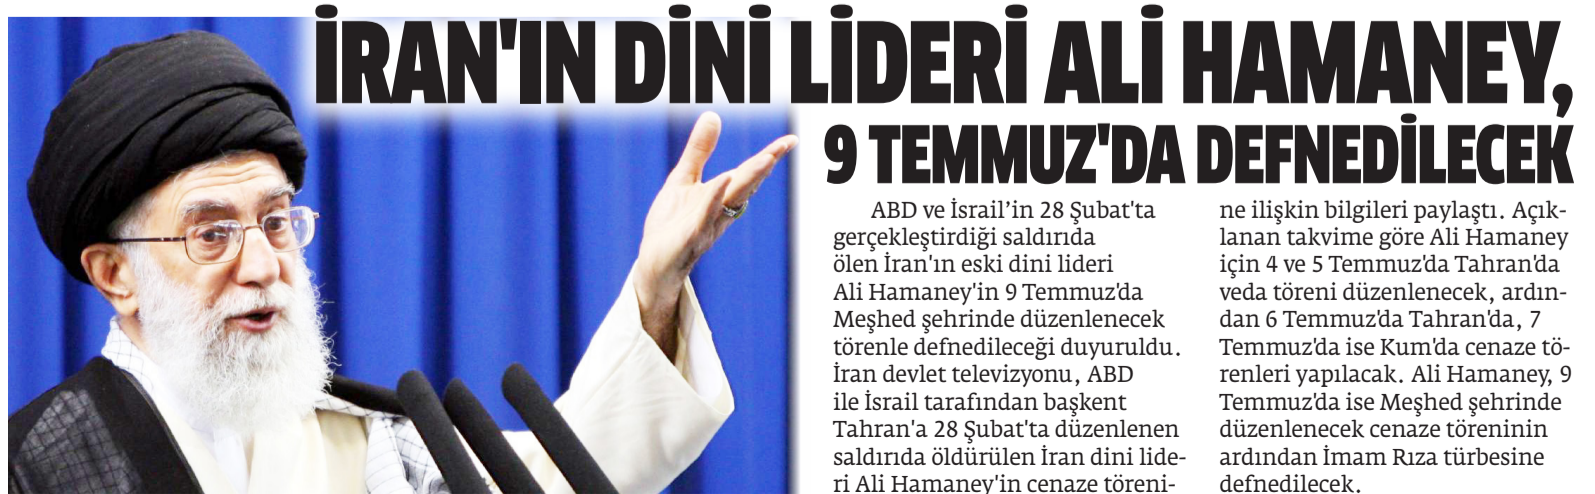 İRAN'IN DİNİ LİDERİ ALİ HAMANEY,
9 TEMMUZ'DA DEFNEDİLECEK
ABD ve İsrail’in 28 Şubat'ta
gerçekleştirdiği saldırıda
ölen İran'ın eski dini lideri
Ali Hamaney'in 9 Temmuz'da
Meşhed şehrinde düzenlenecek
törenle defnedileceği duyuruldu.
İran devlet televizyonu, ABD
ile İsrail tarafından başkent
Tahran'a 28 Şubat'ta düzenlenen
saldırıda öldürülen İran dini lide-
ri Ali Hamaney'in cenaze töreni-
ne ilişkin bilgileri paylaştı. Açık-
lanan takvime göre Ali Hamaney
için 4 ve 5 Temmuz'da Tahran'da
veda töreni düzenlenecek, ardın-
dan 6 Temmuz'da Tahran'da, 7
Temmuz'da ise Kum'da cenaze tö-
renleri yapılacak. Ali Hamaney, 9
Temmuz'da ise Meşhed şehrinde
düzenlenecek cenaze töreninin
ardından İmam Rıza türbesine
defnedilecek.